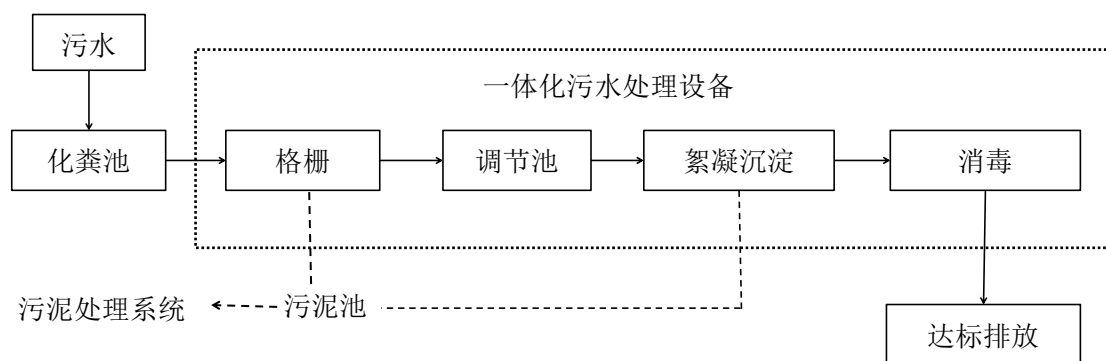 污水
一体化污水处理设备
化粪池
格栅
调节池
絮凝沉淀
消毒
污泥处理系统
污泥池
达标排放